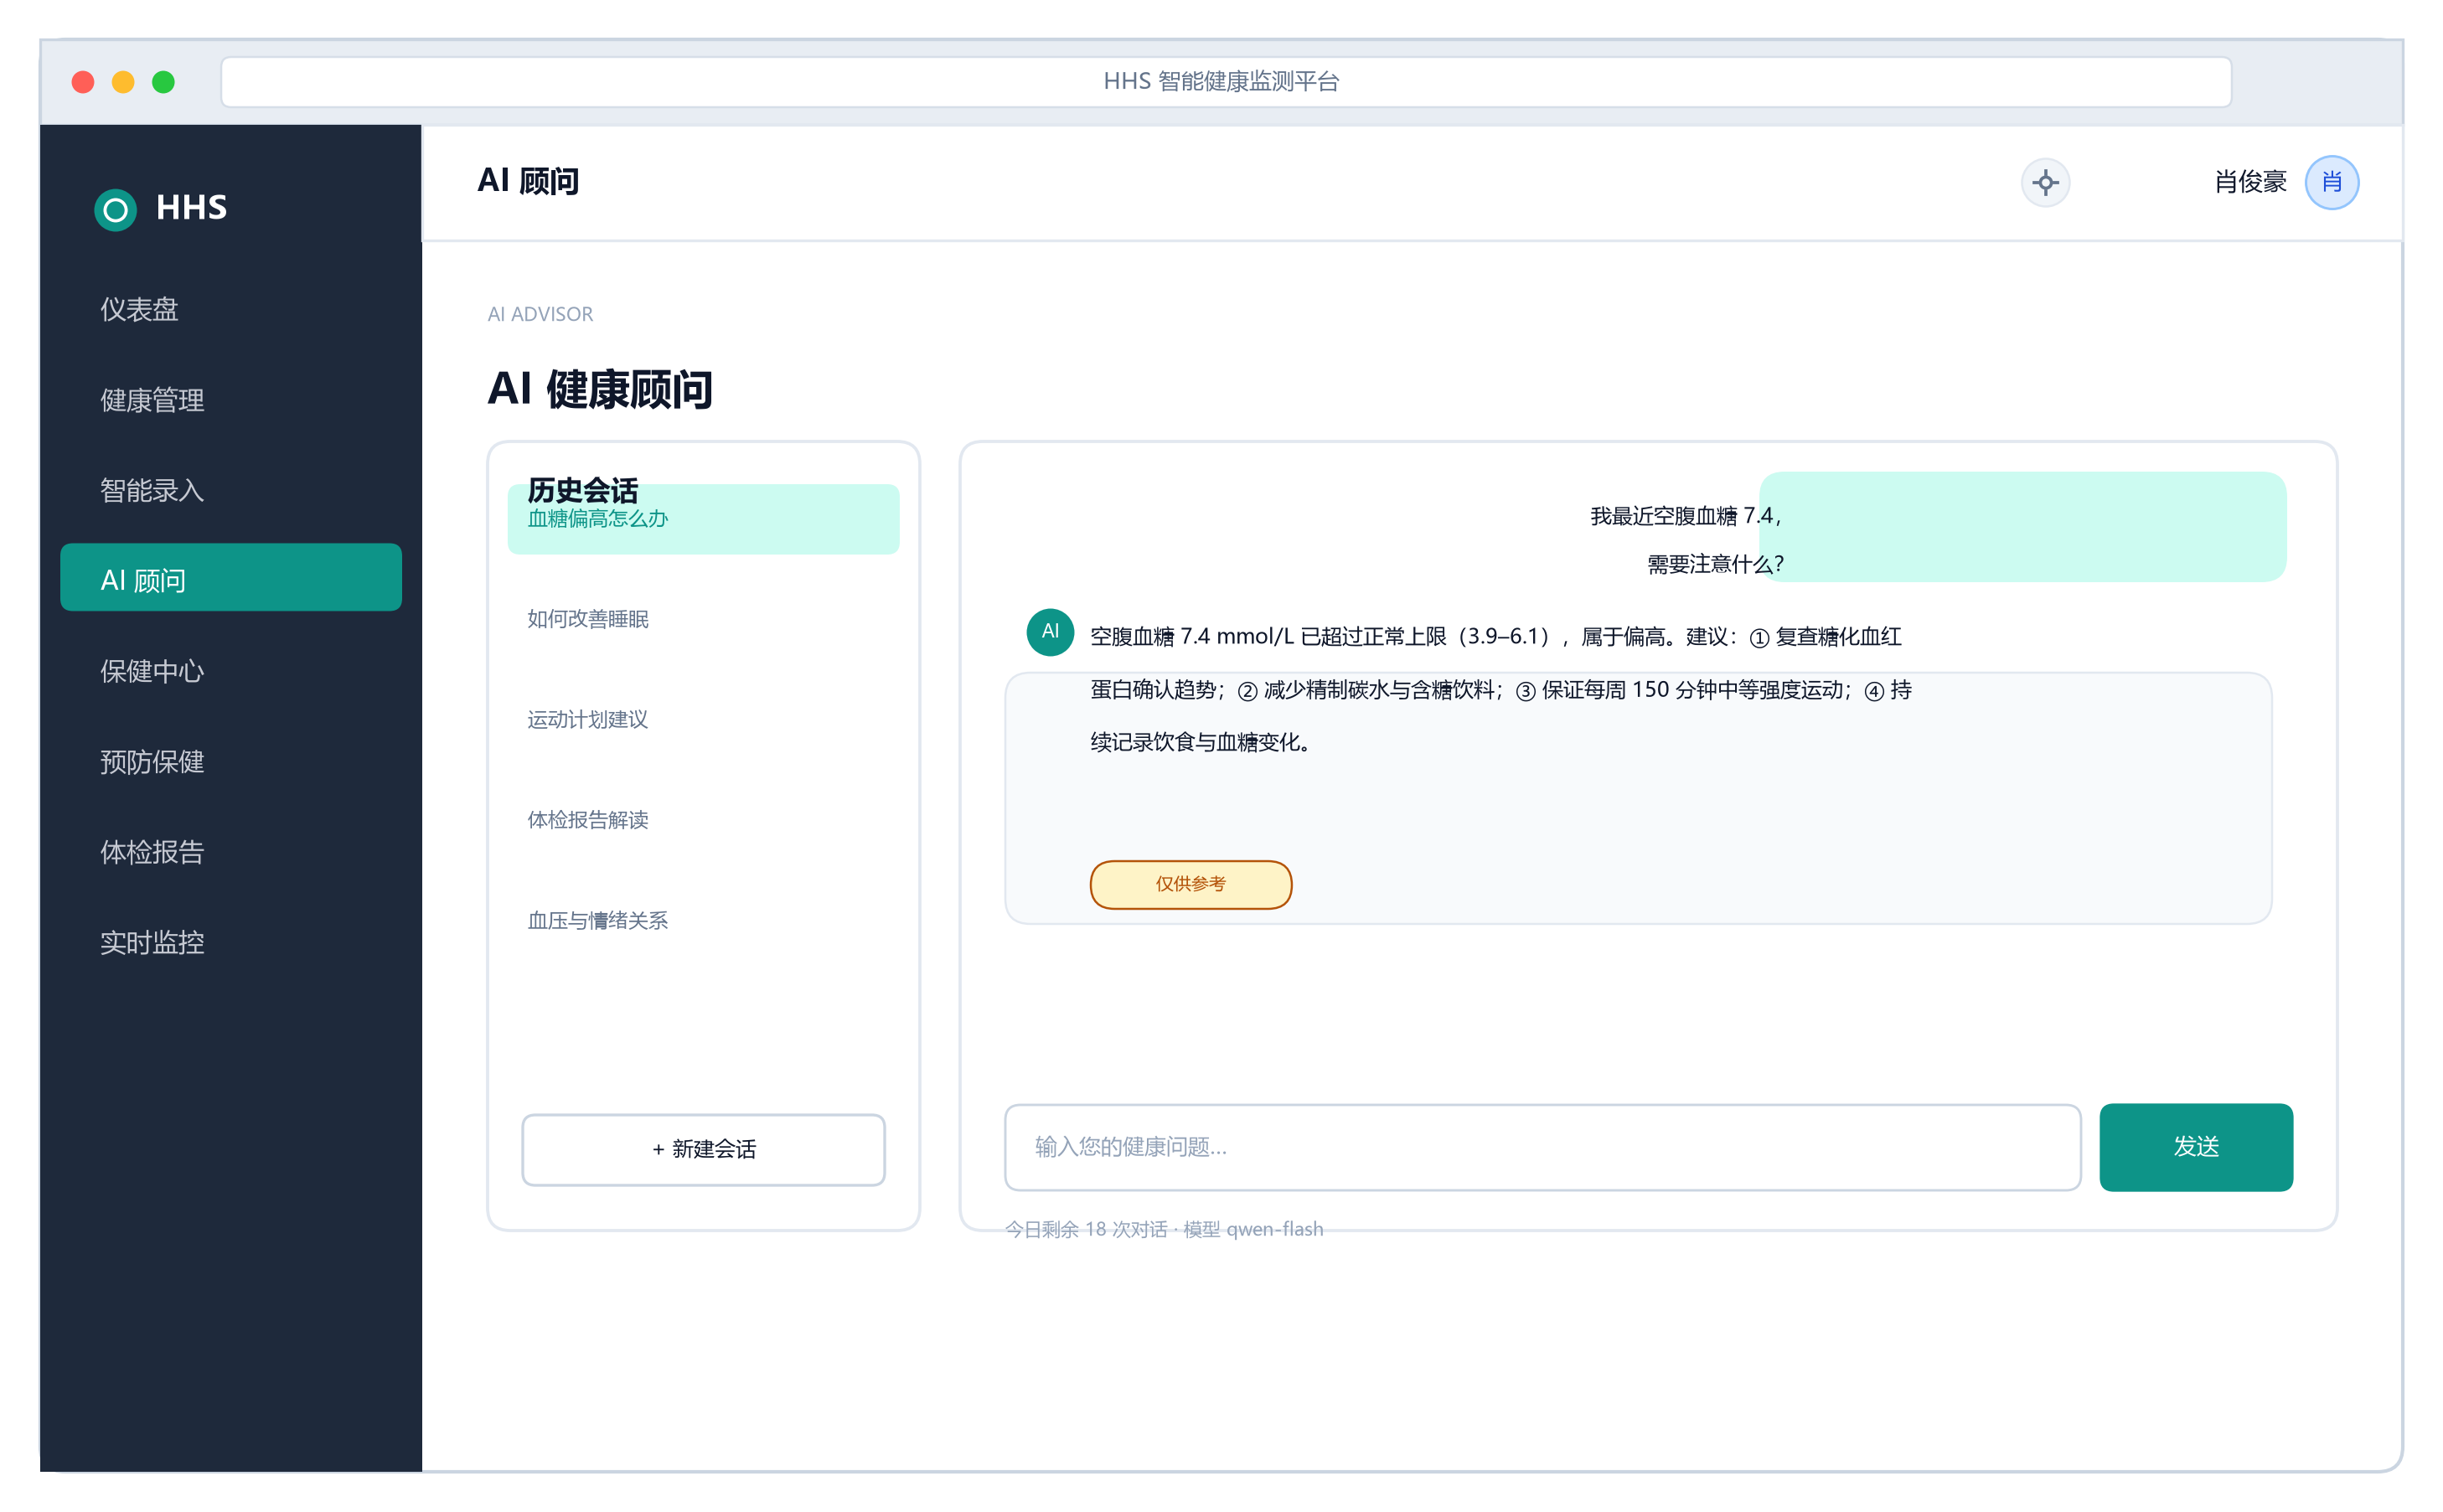 HHS 智能健康监测平台
HHS
仪表盘
健康管理
智能录入
AI 顾问
保健中心
预防保健
体检报告
实时监控
AI 顾问
肖俊豪
肖
AI ADVISOR
AI 健康顾问
历史会话
血糖偏高怎么办
如何改善睡眠
运动计划建议
体检报告解读
血压与情绪关系
+ 新建会话
我最近空腹血糖 7.4，
需要注意什么？
AI
空腹血糖 7.4 mmol/L 已超过正常上限（3.9–6.1），属于偏高。建议：① 复查糖化血红
蛋白确认趋势；② 减少精制碳水与含糖饮料；③ 保证每周 150 分钟中等强度运动；④ 持
续记录饮食与血糖变化。
仅供参考
输入您的健康问题...
发送
今日剩余 18 次对话 · 模型 qwen-flash